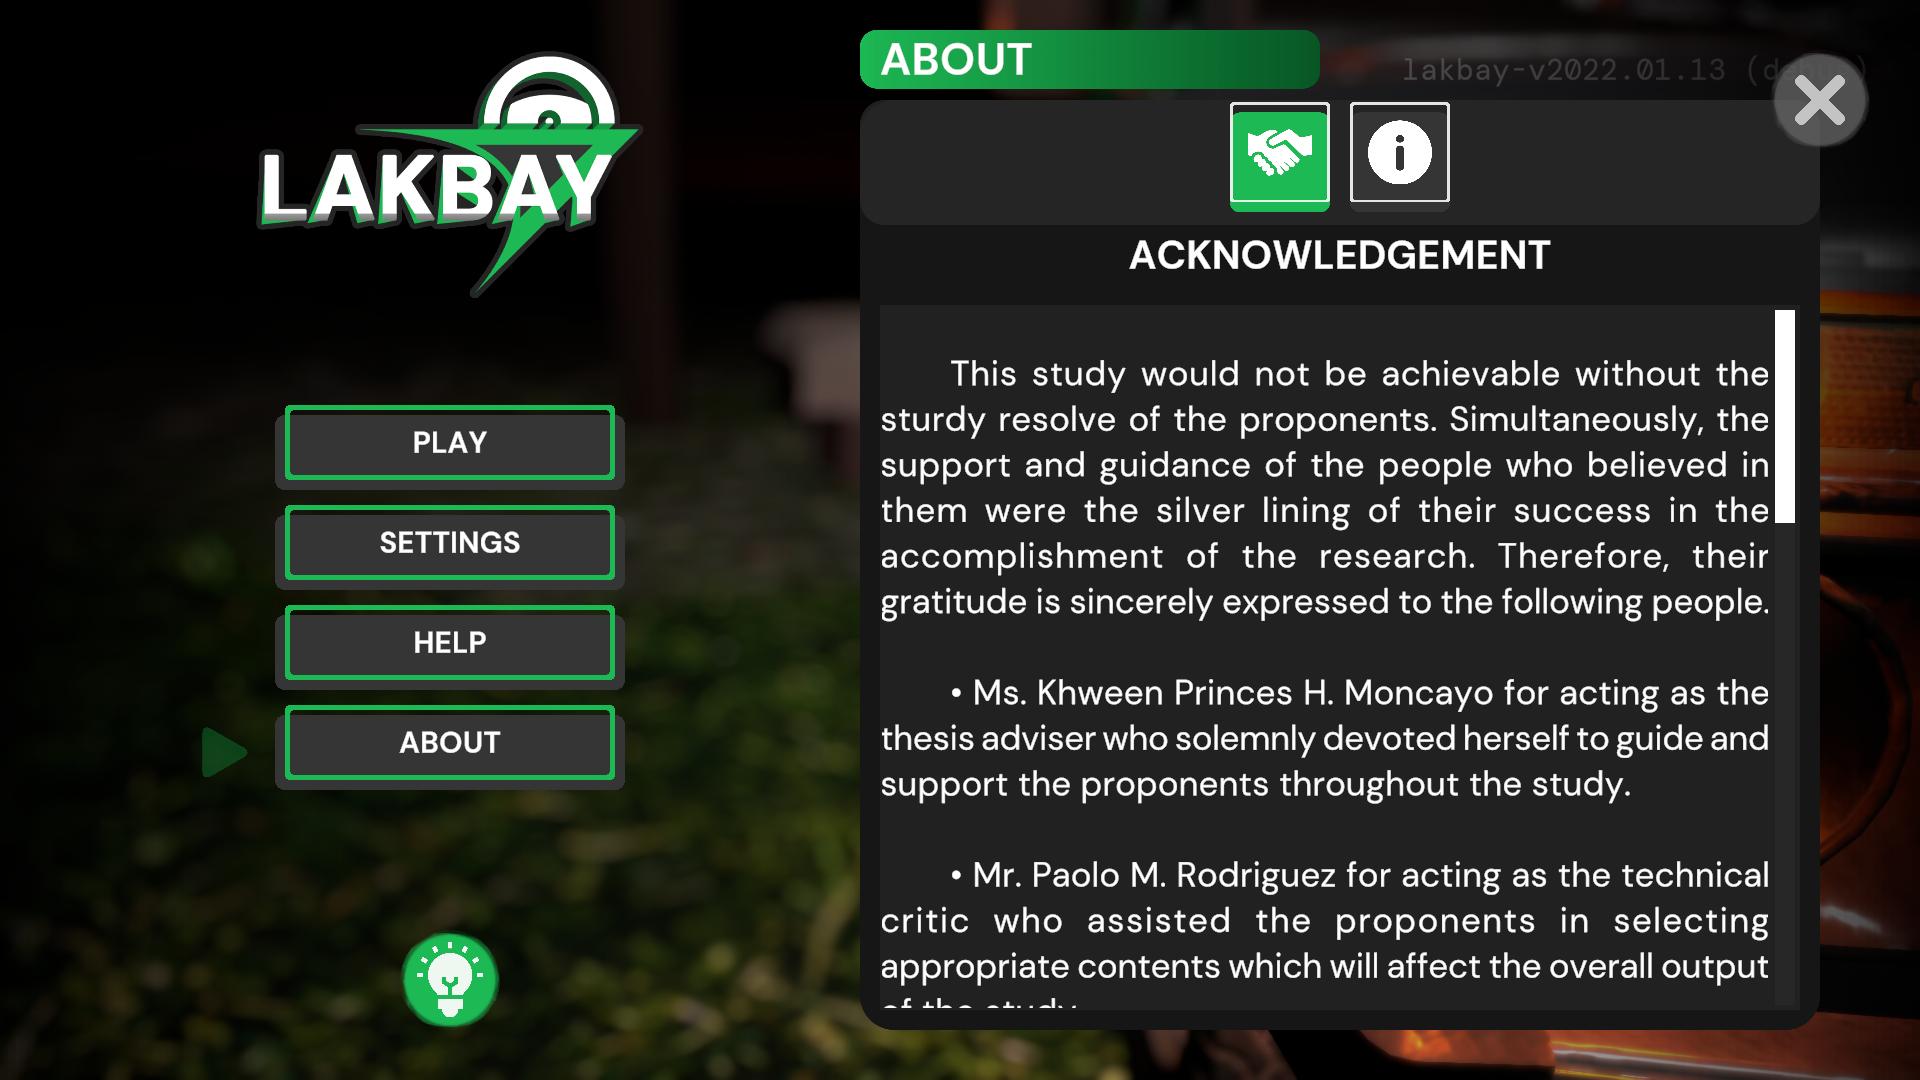 LAKBAY
PLAY
SETTINGS
HELP
ABOUT
ABOUT
lakbay-v2022.01.13 (debug)
ACKNOWLEDGEMENT
This study would not be achievable without the
sturdy resolve of the proponents. Simultaneously, the
support and guidance of the people who believed in
them were the silver lining of their success in the
accomplishment of the research. Therefore, their
gratitude is sincerely expressed to the following people.
• Ms. Khween Princes H. Moncayo for acting as the
thesis adviser who solemnly devoted herself to guide and
support the proponents throughout the study.
• Mr. Paolo M. Rodriguez for acting as the technical
critic who assisted the proponents in selecting
appropriate contents which will affect the overall output
of the study.